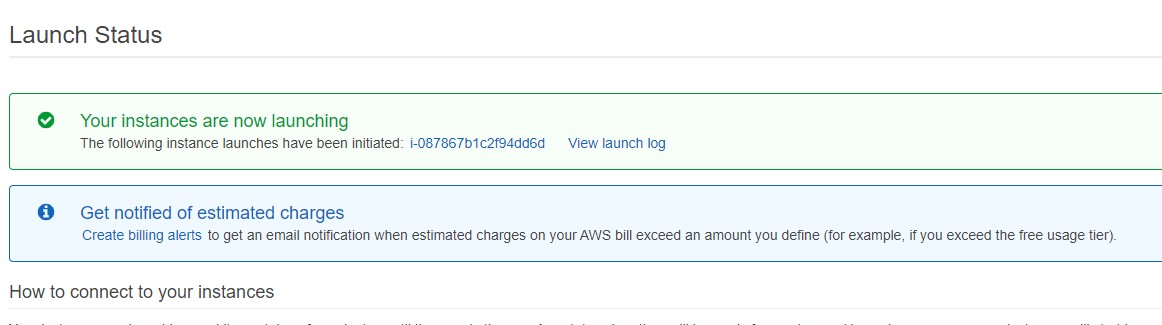 Launch Status
Your instances are now launching
The following instance launches have been initiated: i-087867b1c2f94dd6d View launch log
Get notified of estimated charges
Create billing alerts to get an email notification when estimated charges on your AWS bill exceed an amount you define (for example, if you exceed the free usage tier).
How to connect to your instances